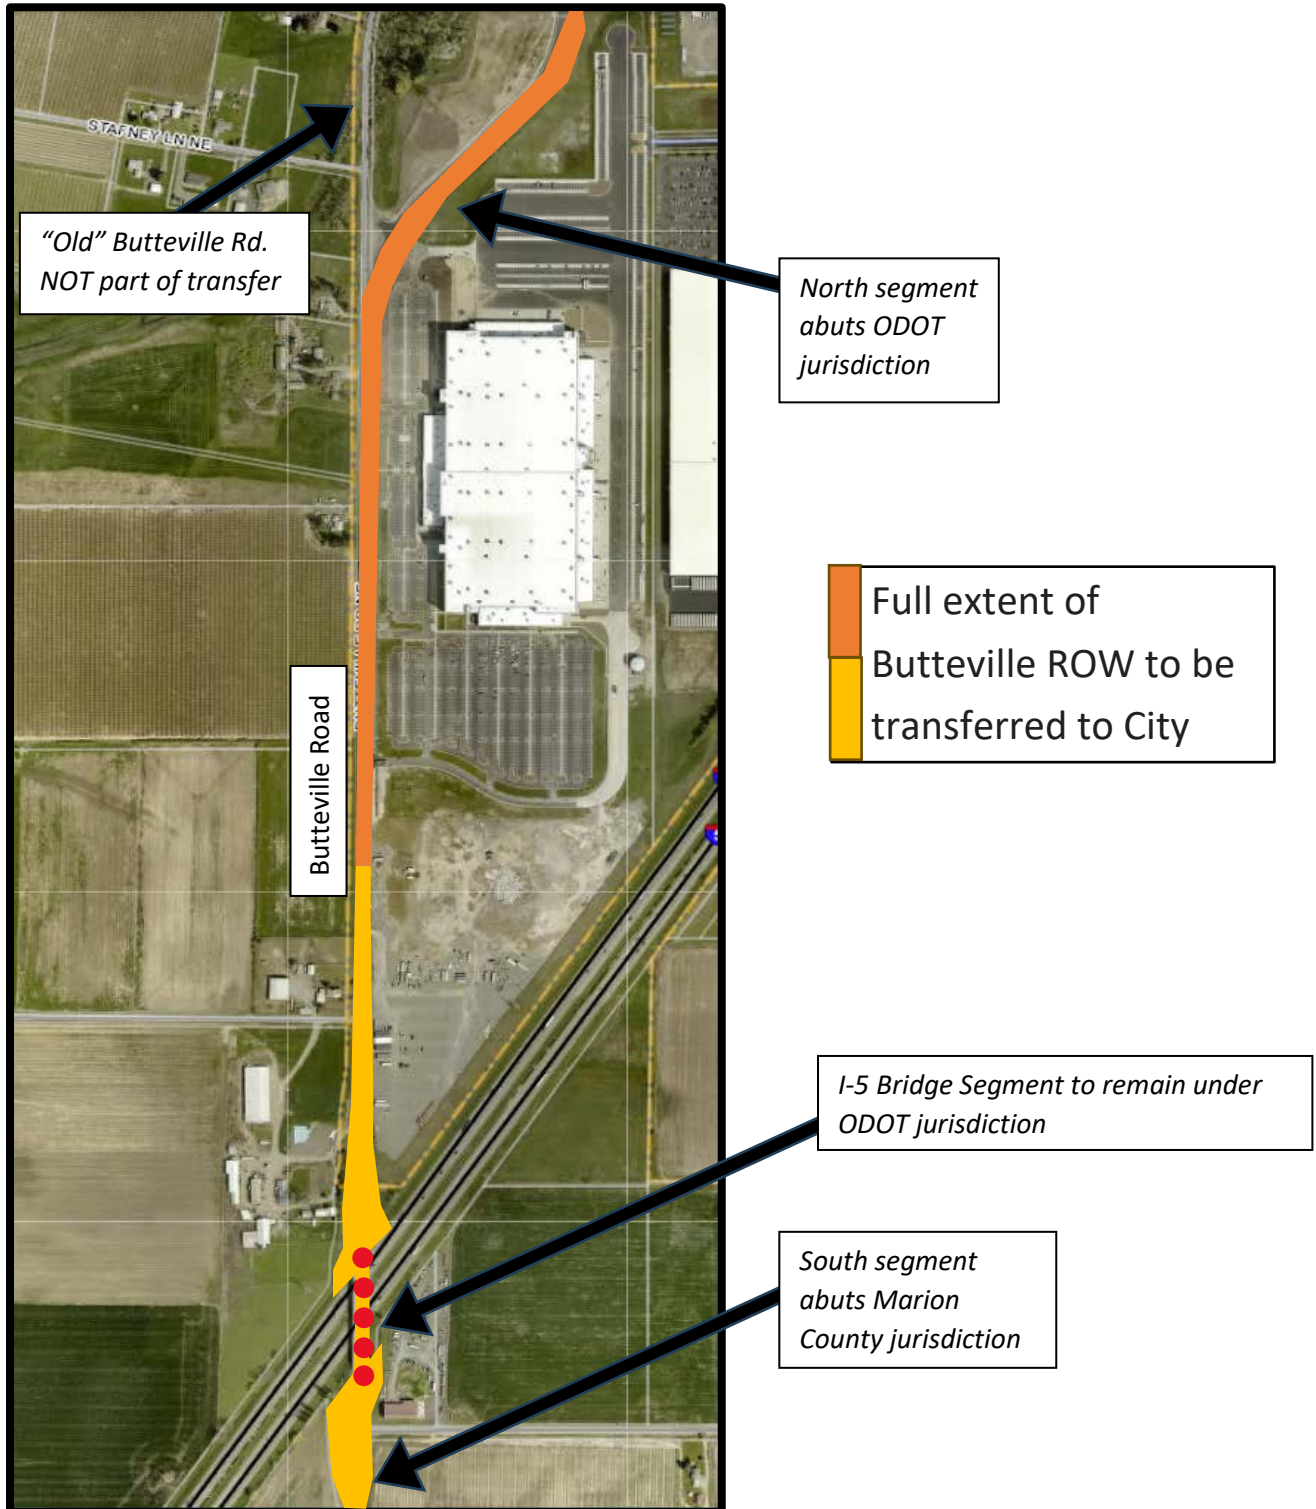 STAFNEY LN NE
“Old” Butteville Rd.
NOT part of transfer
North segment
abuts ODOT
jurisdiction
Full extent of
Butteville ROW to be
transferred to City
Butteville Road
I-5 Bridge Segment to remain under
ODOT jurisdiction
South segment
abuts Marion
County jurisdiction